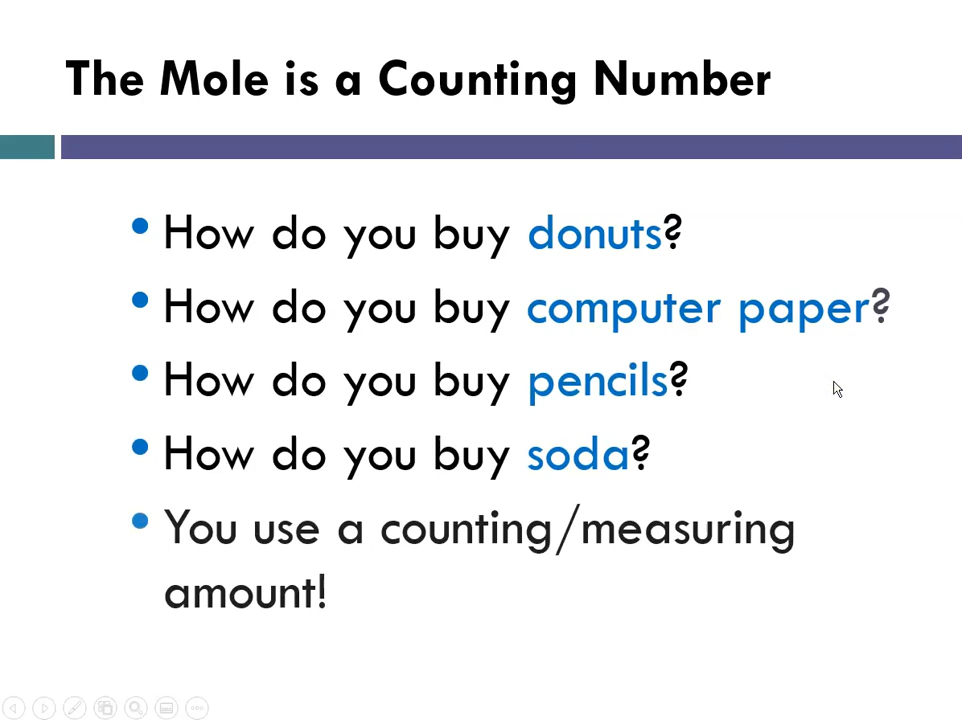 The Mole is a Counting Number
• How do you buy donuts?
• How do you buy computer paper?
• How do you buy pencils?
• How do you buy soda?
• You use a counting/measuring
amount!